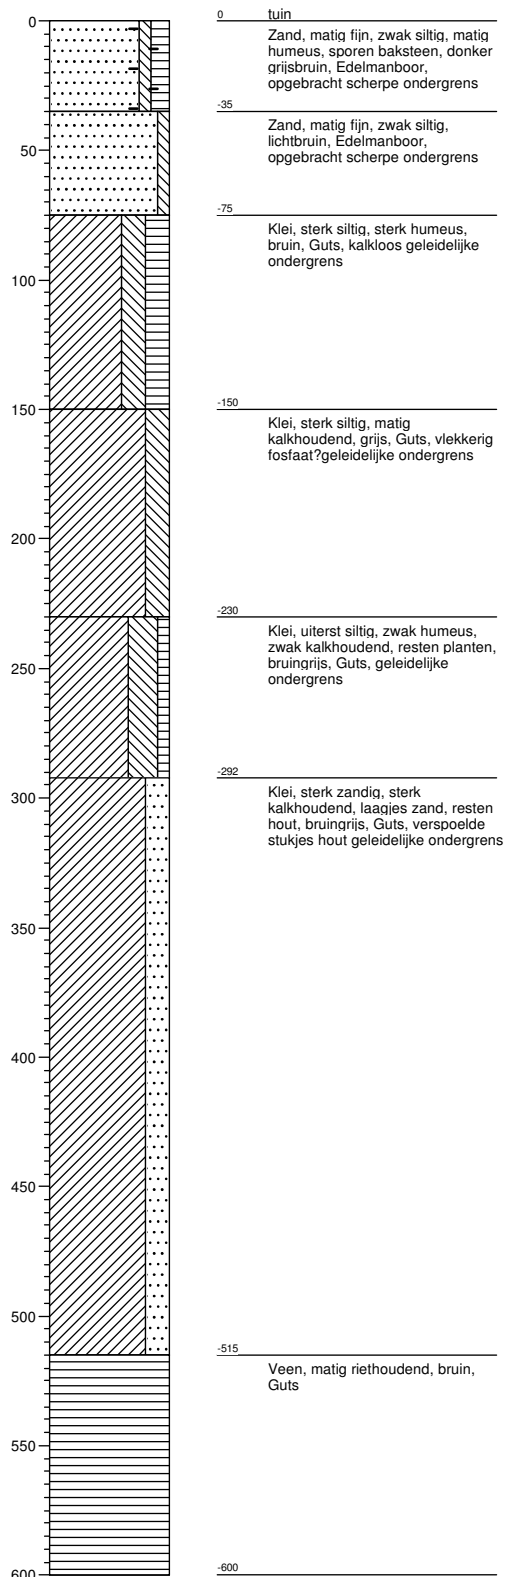 0
0
tuin
Zand, matig fijn, zwak siltig, matig
humeus, sporen baksteen, donker
grijsbruin, Edelmanboor,
opgebracht scherpe ondergrens
-35
Zand, matig fijn, zwak siltig,
lichtbruin, Edelmanboor,
opgebracht scherpe ondergrens
50
-75
Klei, sterk siltig, sterk humeus,
bruin, Guts, kalkloos geleidelijke
ondergrens
100
-150
150
Klei, sterk siltig, matig
kalkhoudend, grijs, Guts, vlekkerig
fosfaat?geleidelijke ondergrens
200
-230
Klei, uiterst siltig, zwak humeus,
zwak kalkhoudend, resten planten,
bruingrijs, Guts, geleidelijke
ondergrens
250
-292
Klei, sterk zandig, sterk
kalkhoudend, laagjes zand, resten
hout, bruingrijs, Guts, verspoelde
stukjes hout geleidelijke ondergrens
300
350
400
450
500
-515
Veen, matig riethoudend, bruin,
Guts
550
-600
600